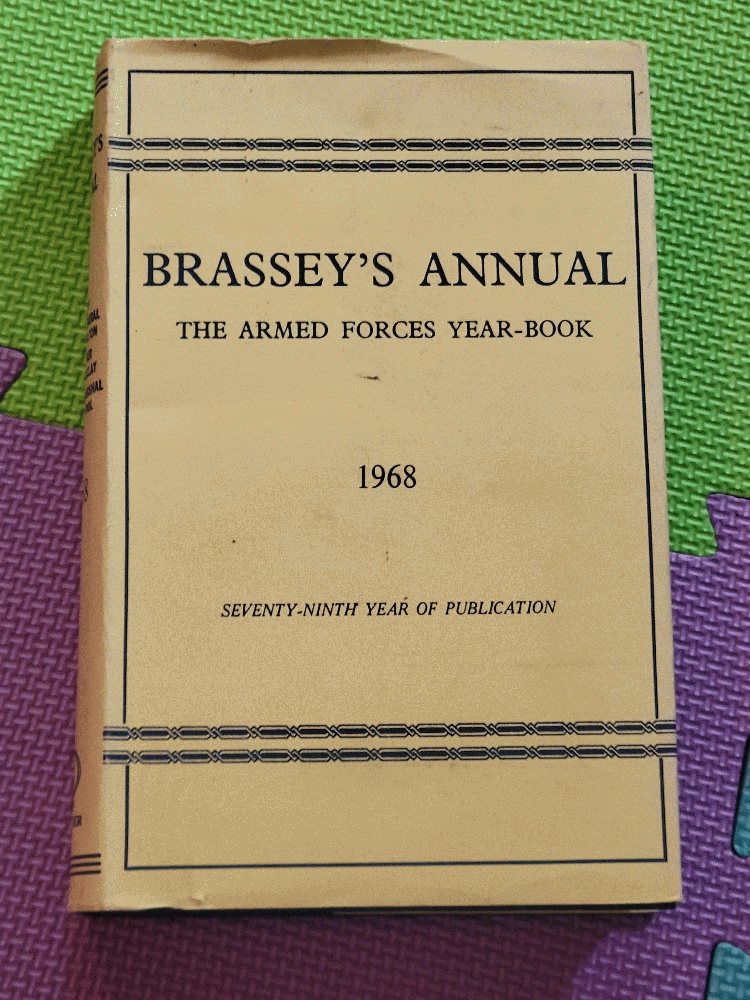 BRASSEY'S ANNUAL
THE ARMED FORCES YEAR-BOOK
1968
SEVENTY-NINTH YEAR OF PUBLICATION